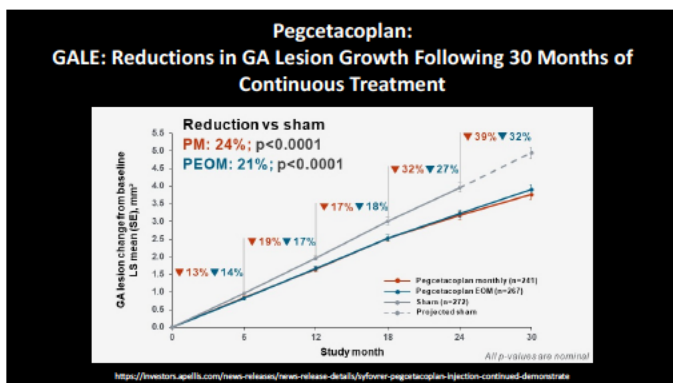 Pegcetacoplan:
GALE: Reductions in GA Lesion Growth Following 30 Months of
Continuous Treatment
Reduction vs sham
PM: 24%; p<0.0001
PEOM: 21%; p<0.0001
▼39% ▼32%
▼32% ▼27%
▼17% ▼18%
▼19% ▼17%
▼13% ▼14%
GA lesion change from baseline
LS mean (SE), mm²
5.5
5.0
4.5
4.0
3.5
3.0
2.5
2.0
1.5
1.0
0.5
0.0
Pegcetacoplan monthly (n=241)
Pegcetacoplan EOM (n=267)
Sham (n=272)
Projected sham
0 6 12 18 24 30
Study month
All p-values are nominal
https://investors.apellis.com/news-releases/news-release-details/syfovrer-pegcetacoplan-injection-continued-demonstrate